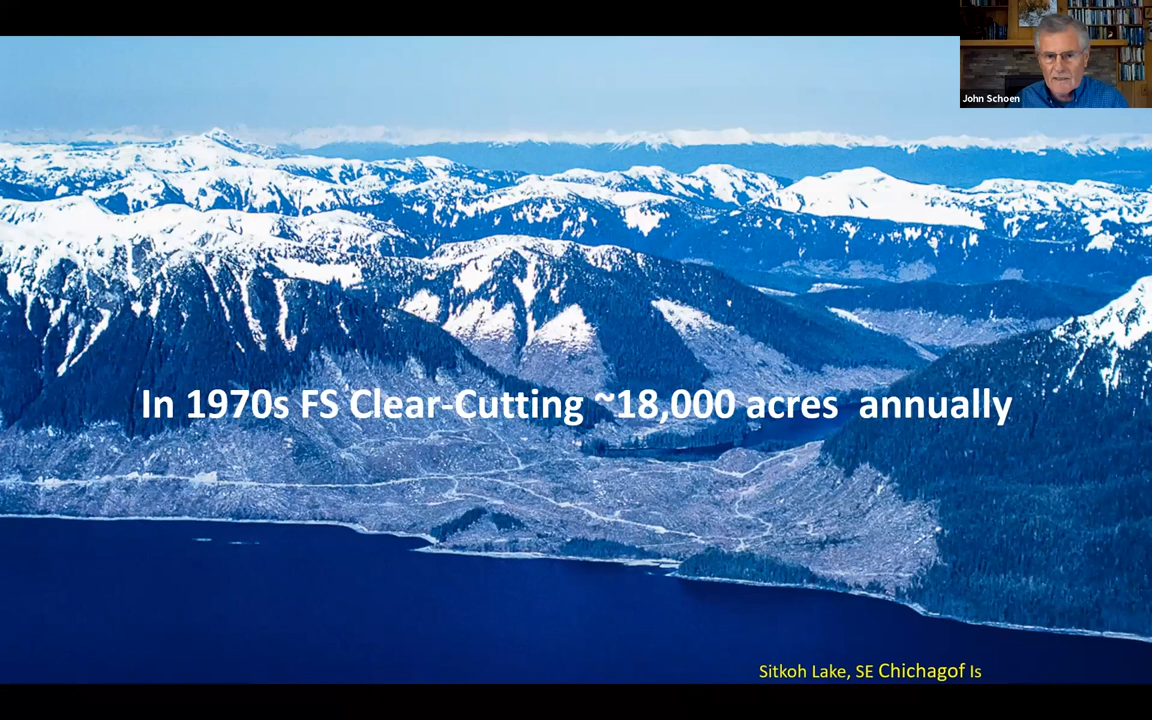 John Schoen
In 1970s FS Clear-Cutting ~18,000 acres  annually
Sitkoh Lake, SE Chichagof Is